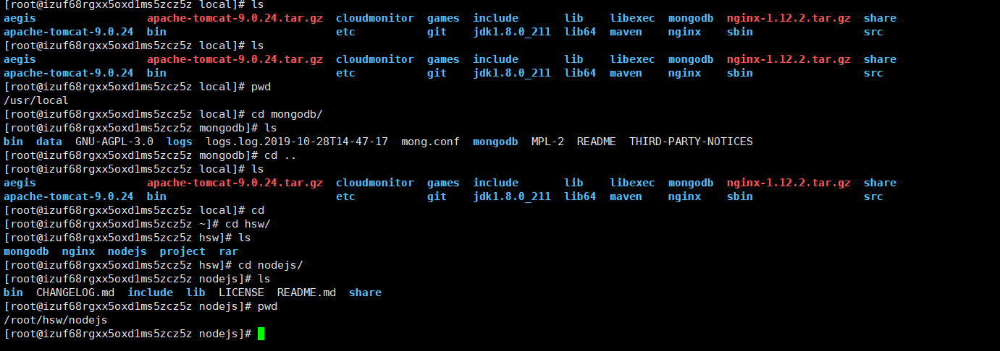 [root@izuf68rgxx5oxd1ms5zcz5z local]# ls
aegis apache-tomcat-9.0.24.tar.gz cloudmonitor games include lib libexec mongodb nginx-1.12.2.tar.gz share
apache-tomcat-9.0.24 bin etc git jdk1.8.0_211 lib64 maven nginx sbin src
[root@izuf68rgxx5oxd1ms5zcz5z local]# ls
aegis apache-tomcat-9.0.24.tar.gz cloudmonitor games include lib libexec mongodb nginx-1.12.2.tar.gz share
apache-tomcat-9.0.24 bin etc git jdk1.8.0_211 lib64 maven nginx sbin src
[root@izuf68rgxx5oxd1ms5zcz5z local]# pwd
/usr/local
[root@izuf68rgxx5oxd1ms5zcz5z local]# cd mongodb/
[root@izuf68rgxx5oxd1ms5zcz5z mongodb]# ls
bin data GNU-AGPL-3.0 logs logs.log.2019-10-28T14-47-17 mong.conf mongodb MPL-2 README THIRD-PARTY-NOTICES
[root@izuf68rgxx5oxd1ms5zcz5z mongodb]# cd ..
[root@izuf68rgxx5oxd1ms5zcz5z local]# ls
aegis apache-tomcat-9.0.24.tar.gz cloudmonitor games include lib libexec mongodb nginx-1.12.2.tar.gz share
apache-tomcat-9.0.24 bin etc git jdk1.8.0_211 lib64 maven nginx sbin src
[root@izuf68rgxx5oxd1ms5zcz5z local]# cd
[root@izuf68rgxx5oxd1ms5zcz5z ~]# cd hsw/
[root@izuf68rgxx5oxd1ms5zcz5z hsw]# ls
mongodb nginx nodejs project rar
[root@izuf68rgxx5oxd1ms5zcz5z hsw]# cd nodejs/
[root@izuf68rgxx5oxd1ms5zcz5z nodejs]# ls
bin CHANGELOG.md include lib LICENSE README.md share
[root@izuf68rgxx5oxd1ms5zcz5z nodejs]# pwd
/root/hsw/nodejs
[root@izuf68rgxx5oxd1ms5zcz5z nodejs]#